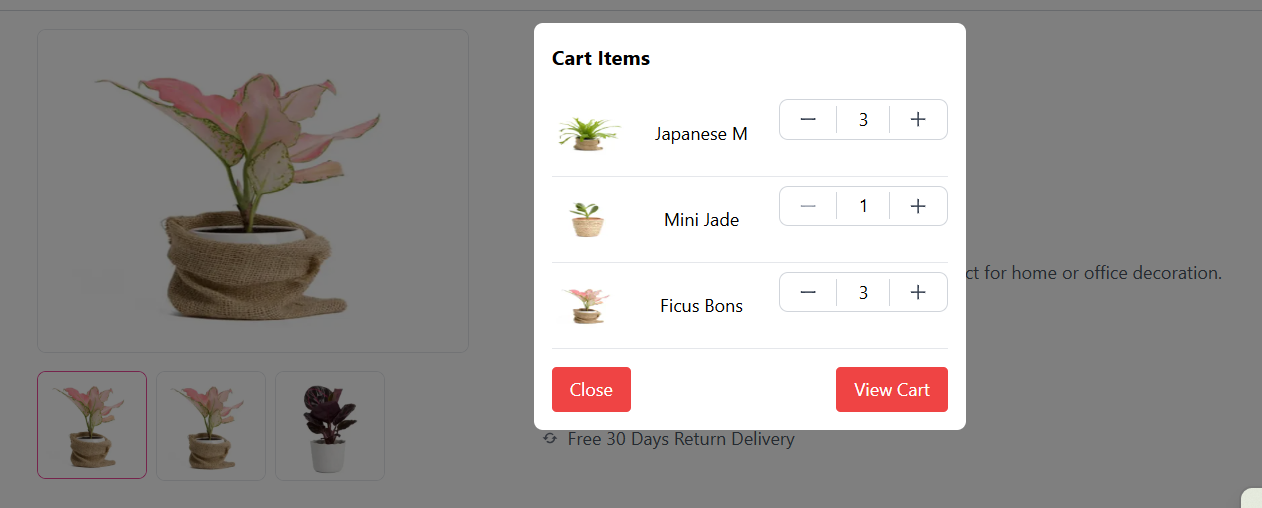 Cart Items
Japanese M
3
Mini Jade
1
Ficus Bons
3
ct for home or office decoration.
Close
View Cart
Free 30 Days Return Delivery